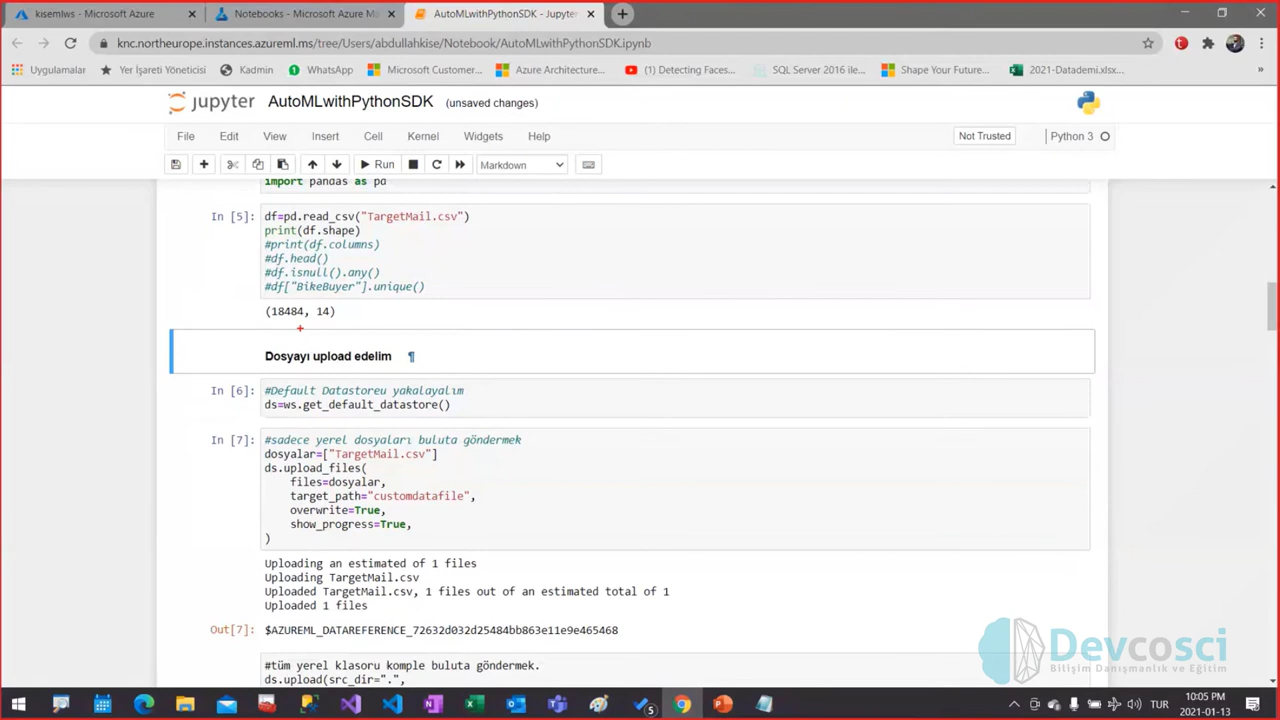 kisemlws - Microsoft Azure
Notebooks - Microsoft Azure Ma
AutoMLwithPythonSDK - Jupyter
knc.northeurope.instances.azureml.ms/tree/Users/abdullahkise/Notebook/AutoMLwithPythonSDK.ipynb
Uygulamalar
Yer İşareti Yöneticisi
Kadmin
WhatsApp
Microsoft Customer...
Azure Architecture...
(1) Detecting Faces...
SQL Server 2016 ile...
Shape Your Future...
2021-Datademi.xlsx...
»
jupyter AutoMLwithPythonSDK (unsaved changes)
File Edit View Insert Cell Kernel Widgets Help
Not Trusted
Python 3
Run
Markdown
import pandas as pd
In [5]: df=pd.read_csv("TargetMail.csv")
print(df.shape)
#print(df.columns)
#df.head()
#df.isnull().any()
#df["BikeBuyer"].unique()
(18484, 14)
Dosyayı upload edelim ¶
In [6]: #Default Datastoreu yakalayalım
ds=ws.get_default_datastore()
In [7]: #sadece yerel dosyaları buluta göndermek
dosyalar=["TargetMail.csv"]
ds.upload_files(
files=dosyalar,
target_path="customdatafile",
overwrite=True,
show_progress=True,
)
Uploading an estimated of 1 files
Uploading TargetMail.csv
Uploaded TargetMail.csv, 1 files out of an estimated total of 1
Uploaded 1 files
Out[7]: $AZUREML_DATAREFERENCE_72632d032d25484bb863e11e9e465468
#tüm yerel klasoru komple buluta göndermek.
ds.upload(src_dir=".",
Devcosci
Bilişim Danışmanlık ve Eğitim
5
TUR
10:05 PM
2021-01-13